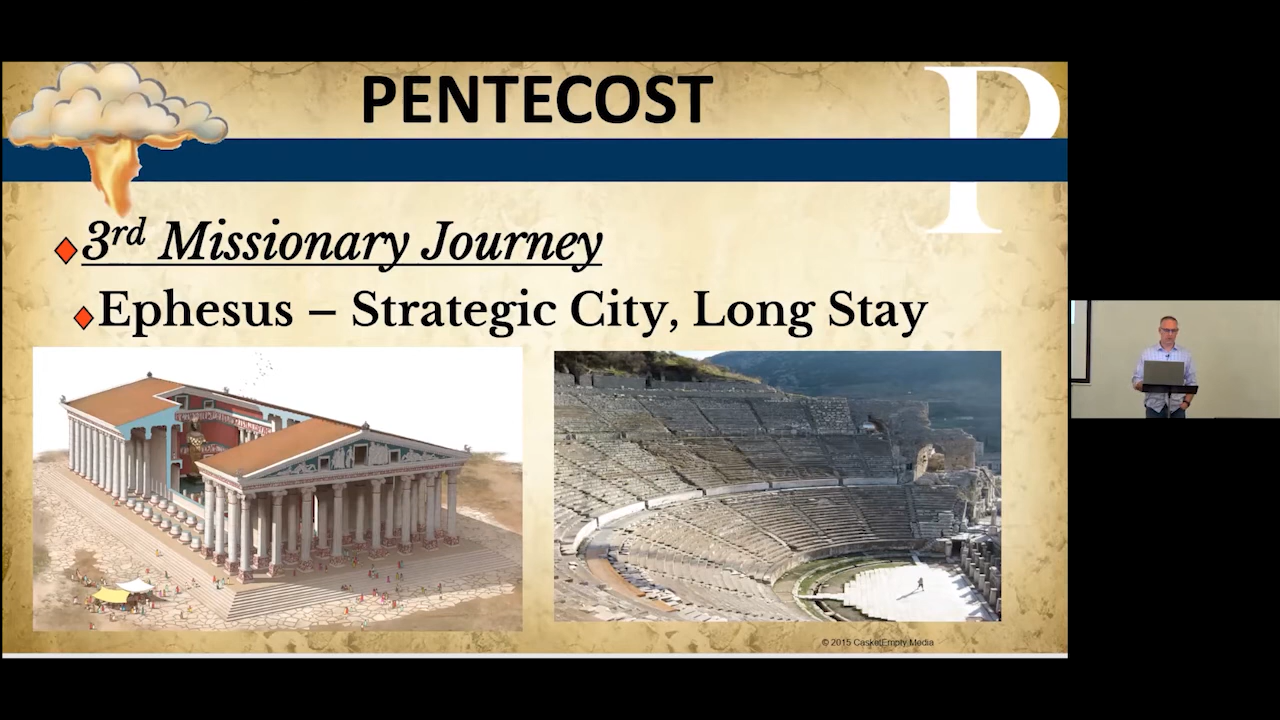 PENTECOST
P
3rd Missionary Journey
Ephesus – Strategic City, Long Stay
© 2015 CasketEmpty Media